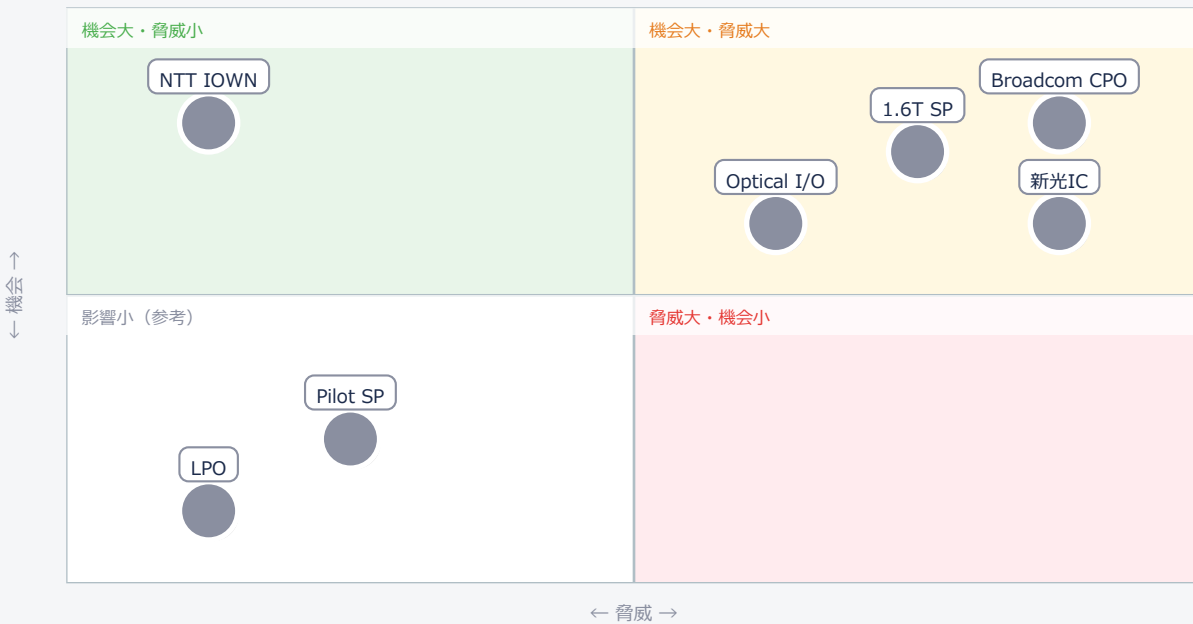 機会大・脅威小
機会大・脅威大
NTT IOWN
Broadcom CPO
1.6T SP
Optical I/O
新光IC
← 機会 →
影響小（参考）
脅威大・機会小
Pilot SP
LPO
← 脅威 →